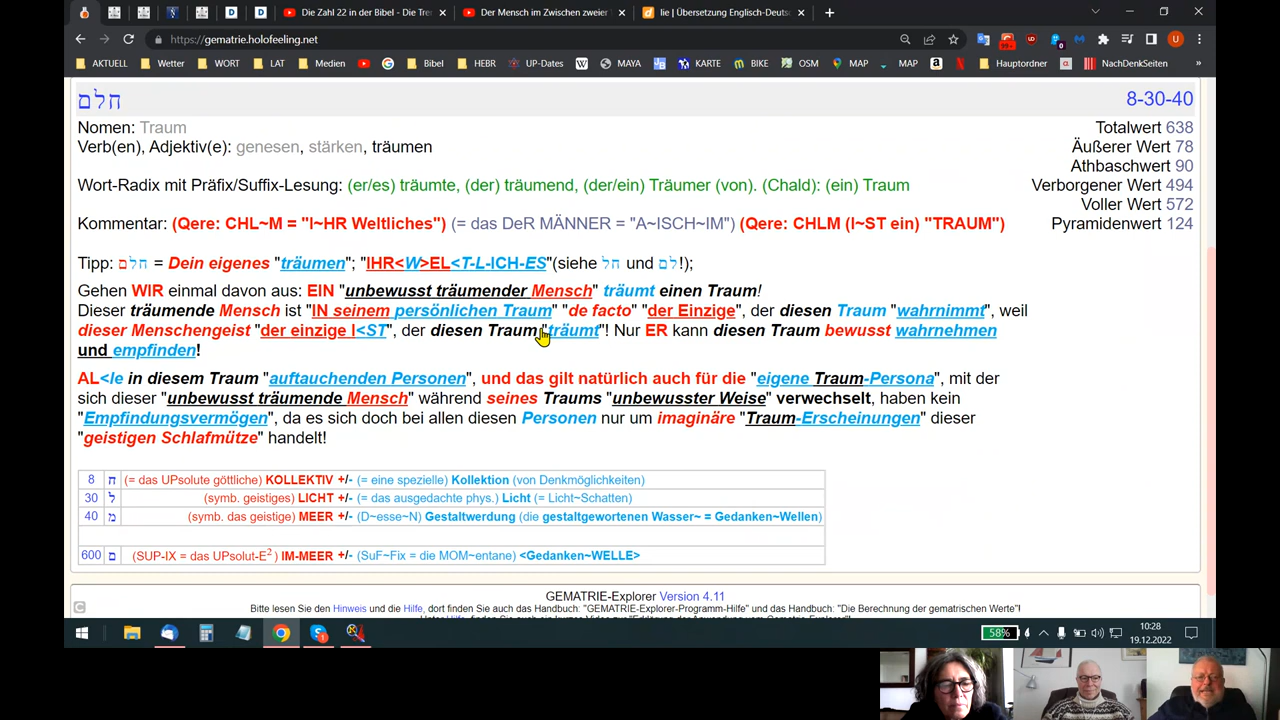 Die Zahl 22 in der Bibel - Die Tre
Der Mensch im Zwischen zweier
lie | Übersetzung Englisch-Deuts
https://gematrie.holofeeling.net
AKTUELL Wetter WORT LAT Medien Bibel HEBR UP-Dates MAYA KARTE BIKE OSM MAP MAP Hauptordner NachDenkSeiten »
חלם 8-30-40
Nomen: Traum Totalwert 638
Verb(en), Adjektiv(e): genesen, stärken, träumen Äußerer Wert 78
Athbaschwert 90
Wort-Radix mit Präfix/Suffix-Lesung: (er/es) träumte, (der) träumend, (der/ein) Träumer (von). (Chald): (ein) Traum Verborgener Wert 494
Voller Wert 572
Kommentar: (Qere: CHL~M = "I~HR Weltliches") (= das DeR MÄNNER = "A~ISCH~IM") (Qere: CHLM (I~ST ein) "TRAUM") Pyramidenwert 124
Tipp: חלם = Dein eigenes "träumen"; "IHR<W>EL<T-L-ICH-ES"(siehe חל und לם!);
Gehen WIR einmal davon aus: EIN "unbewusst träumender Mensch" träumt einen Traum!
Dieser träumende Mensch ist "IN seinem persönlichen Traum" "de facto" "der Einzige", der diesen Traum "wahrnimmt", weil
dieser Menschengeist "der einzige I<ST", der diesen Traum "träumt"! Nur ER kann diesen Traum bewusst wahrnehmen
und empfinden!
AL<le in diesem Traum "auftauchenden Personen", und das gilt natürlich auch für die "eigene Traum-Persona", mit der
sich dieser "unbewusst träumende Mensch" während seines Traums "unbewusster Weise" verwechselt, haben kein
"Empfindungsvermögen", da es sich doch bei allen diesen Personen nur um imaginäre "Traum-Erscheinungen" dieser
"geistigen Schlafmütze" handelt!
8 ח (= das UPsolute göttliche) KOLLEKTIV +/- (= eine spezielle) Kollektion (von Denkmöglichkeiten)
30 ל (symb. geistiges) LICHT +/- (= das ausgedachte phys.) Licht (= Licht~Schatten)
40 מ (symb. das geistige) MEER +/- (D~esse~N) Gestaltwerdung (die gestaltgewortenen Wasser~ = Gedanken~Wellen)
600 ם (SUP-IX = das UPsolut-E² ) IM-MEER +/- (SuF~Fix = die MOM~entane) <Gedanken~WELLE>
GEMATRIE-Explorer Version 4.11
Bitte lesen Sie den Hinweis und die Hilfe, dort finden Sie auch das Handbuch: "GEMATRIE-Explorer-Programm-Hilfe" und das Handbuch: "Die Berechnung der gematrischen Werte"!
58% 10:28
19.12.2022